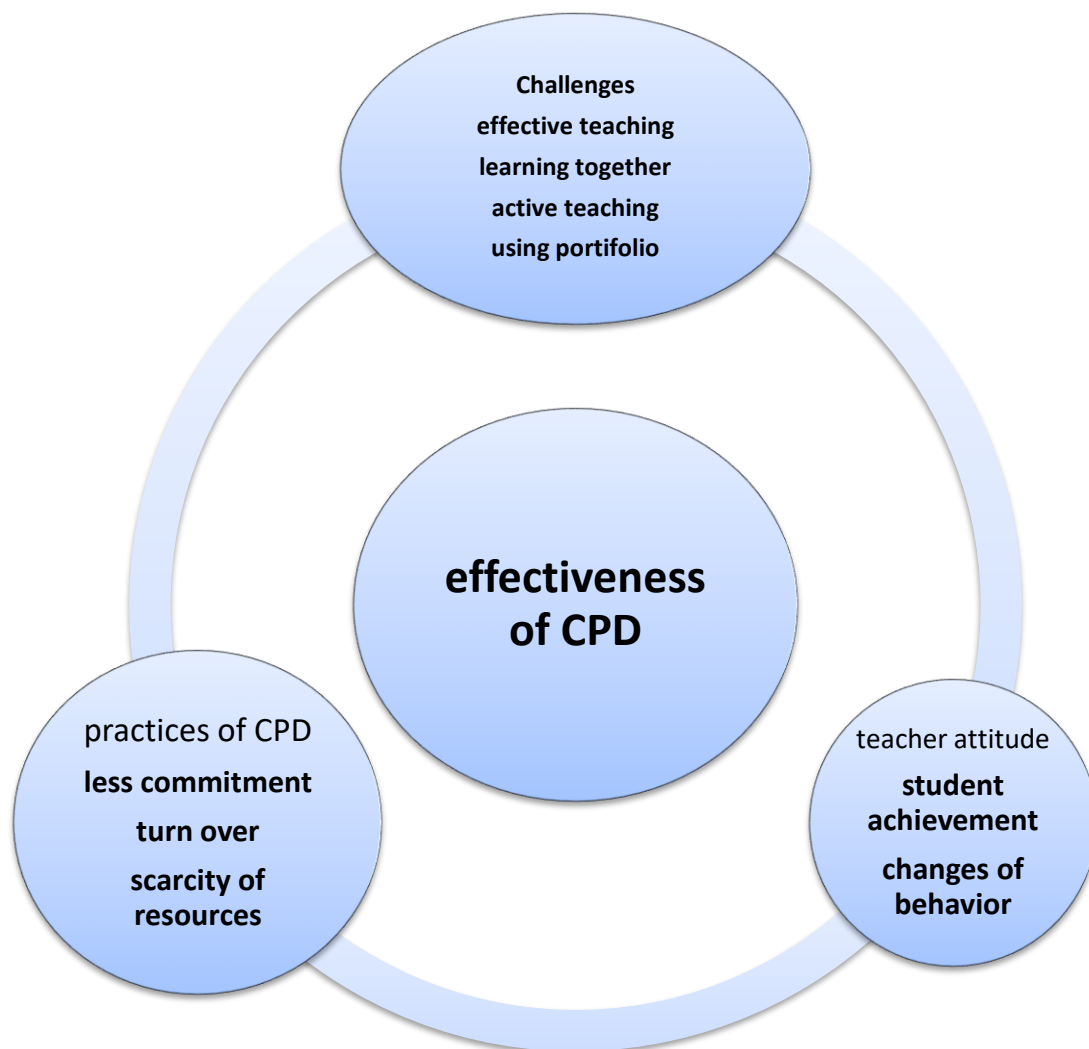 Challenges
effective teaching
learning together
active teaching
using portifolio
effectiveness
of CPD
practices of CPD
less commitment
turn over
scarcity of
resources
teacher attitude
student
achievement
changes of
behavior